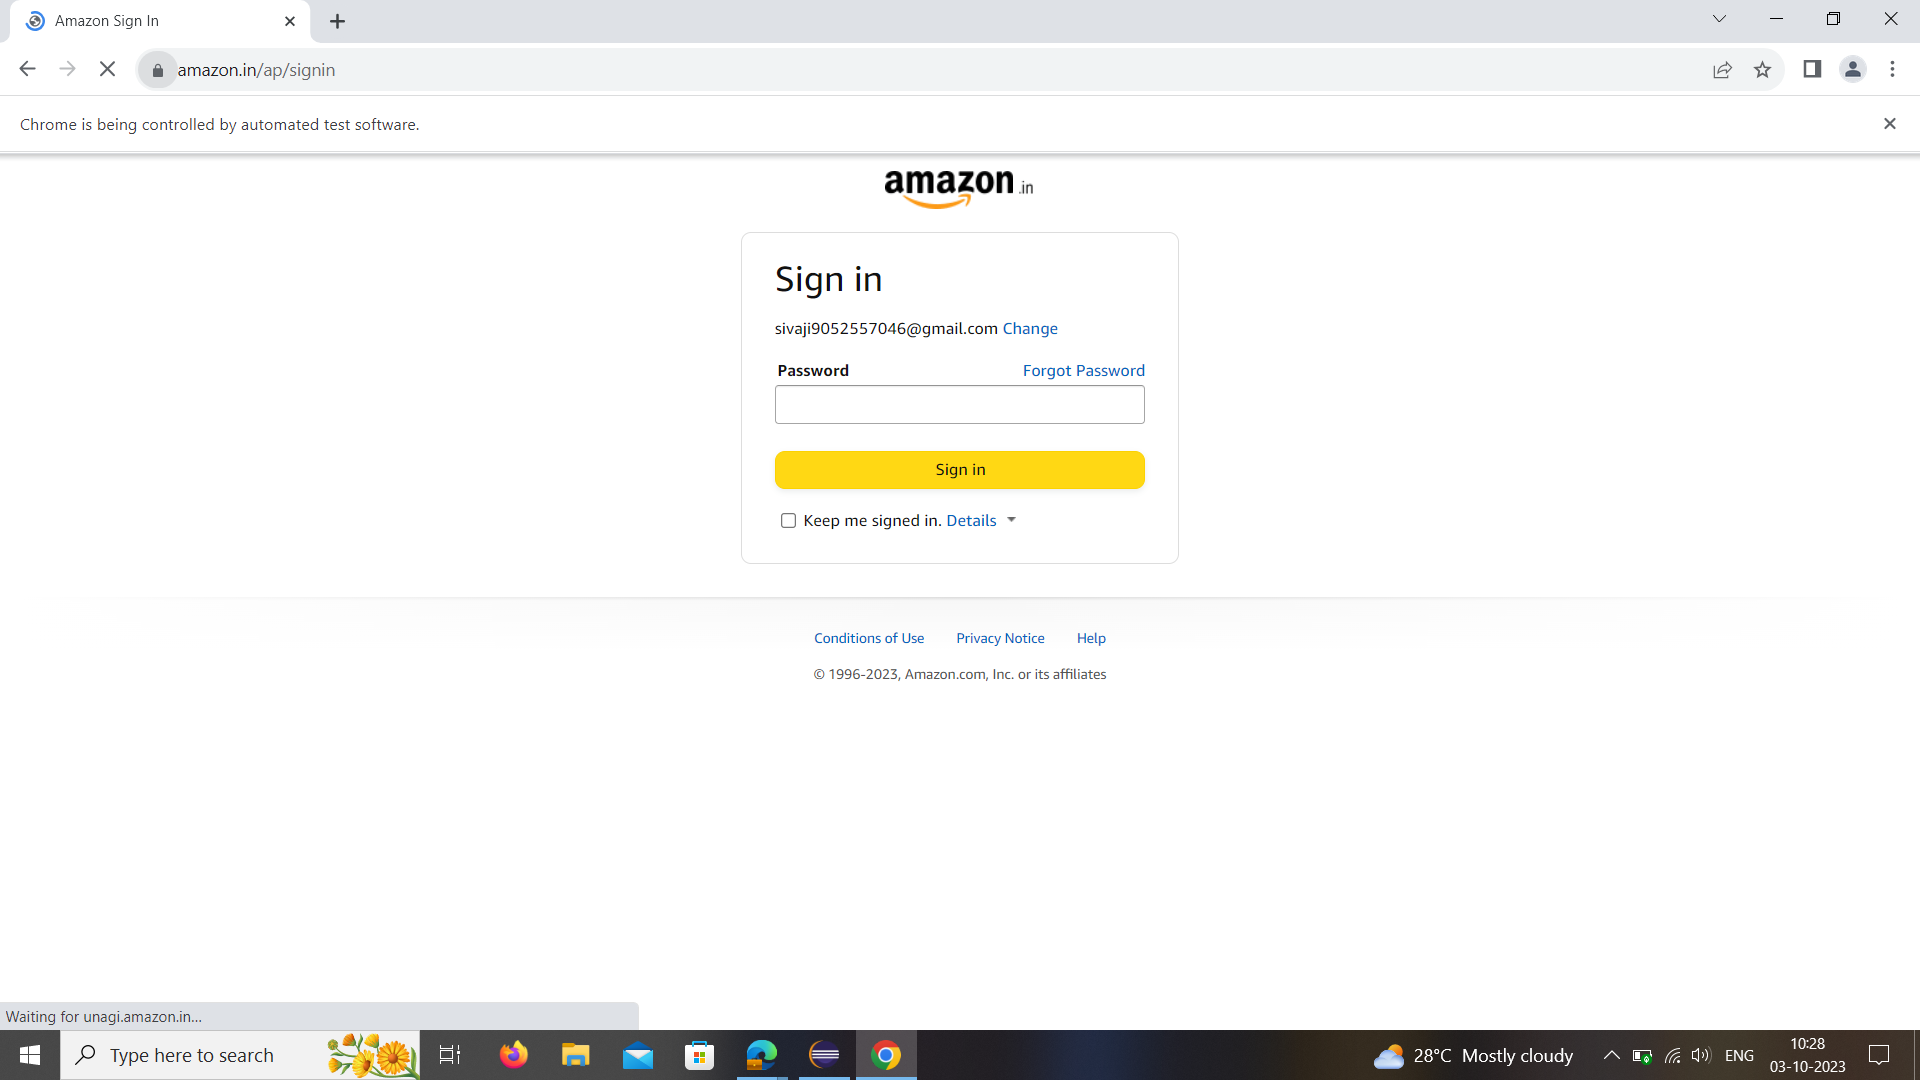 Amazon Sign In
amazon.in/ap/signin
Chrome is being controlled by automated test software.
amazon.in
Sign in
sivaji9052557046@gmail.com Change
Password Forgot Password
Sign in
Keep me signed in. Details
Conditions of Use Privacy Notice Help
© 1996-2023, Amazon.com, Inc. or its affiliates
Waiting for unagi.amazon.in...
Type here to search
28°C Mostly cloudy
ENG
10:28
03-10-2023